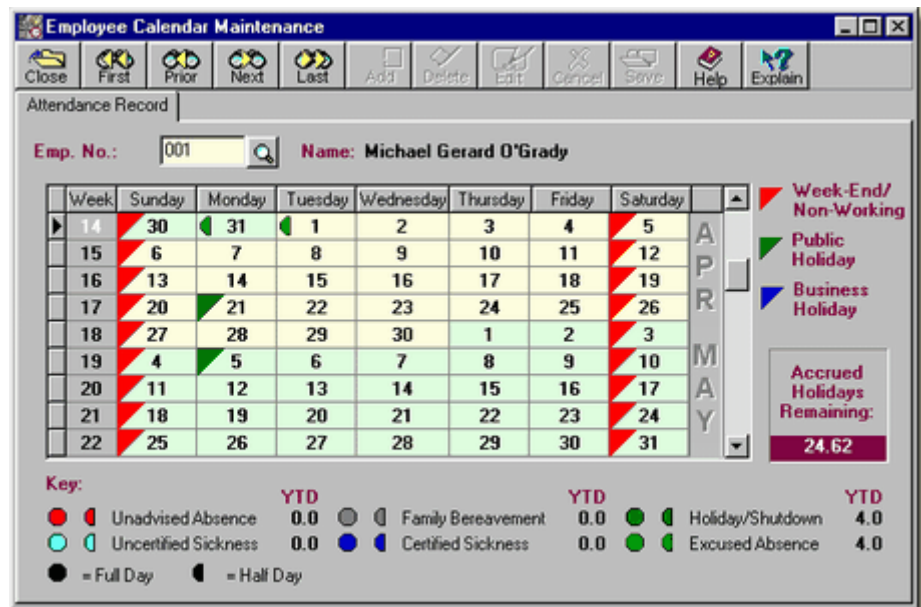 Employee Calendar Maintenance
Close First Prior Next Last Add Delete Edit Cancel Save Help Explain
Attendance Record
Emp. No.: 001 Name: Michael Gerard O'Grady
Week Sunday Monday Tuesday Wednesday Thursday Friday Saturday
14 30 31 1 2 3 4 5
15 6 7 8 9 10 11 12
16 13 14 15 16 17 18 19
17 20 21 22 23 24 25 26
18 27 28 29 30 1 2 3
19 4 5 6 7 8 9 10
20 11 12 13 14 15 16 17
21 18 19 20 21 22 23 24
22 25 26 27 28 29 30 31
APR
MAY
Week-End/
Non-Working
Public
Holiday
Business
Holiday
Accrued
Holidays
Remaining:
24.62
Key:
YTD YTD YTD
Unadvised Absence 0.0 Family Bereavement 0.0 Holiday/Shutdown 4.0
Uncertified Sickness 0.0 Certified Sickness 0.0 Excused Absence 4.0
= Full Day = Half Day